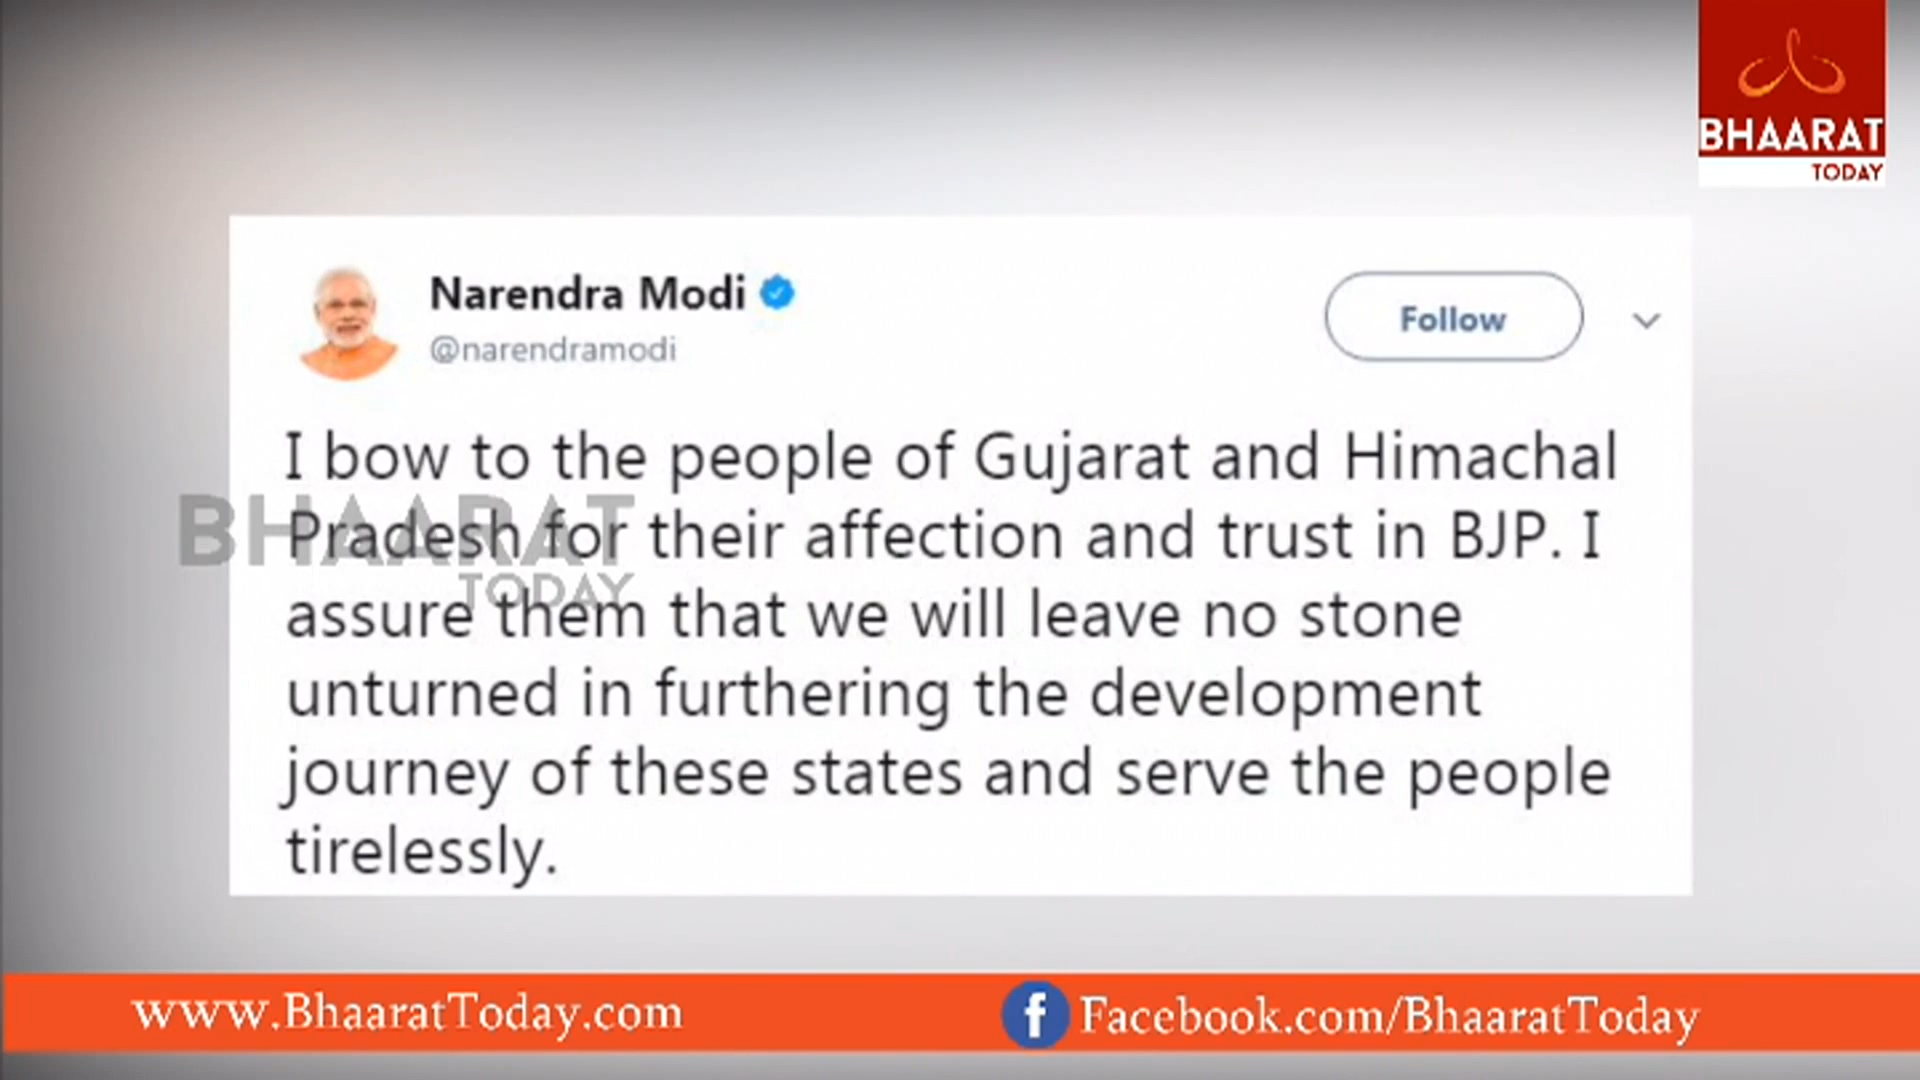 BHAARAT
TODAY
Narendra Modi
@narendramodi
Follow
I bow to the people of Gujarat and Himachal
Pradesh for their affection and trust in BJP. I
assure them that we will leave no stone
unturned in furthering the development
journey of these states and serve the people
tirelessly.
BHAARAT
TODAY
www.BhaaratToday.com
f Facebook.com/BhaaratToday